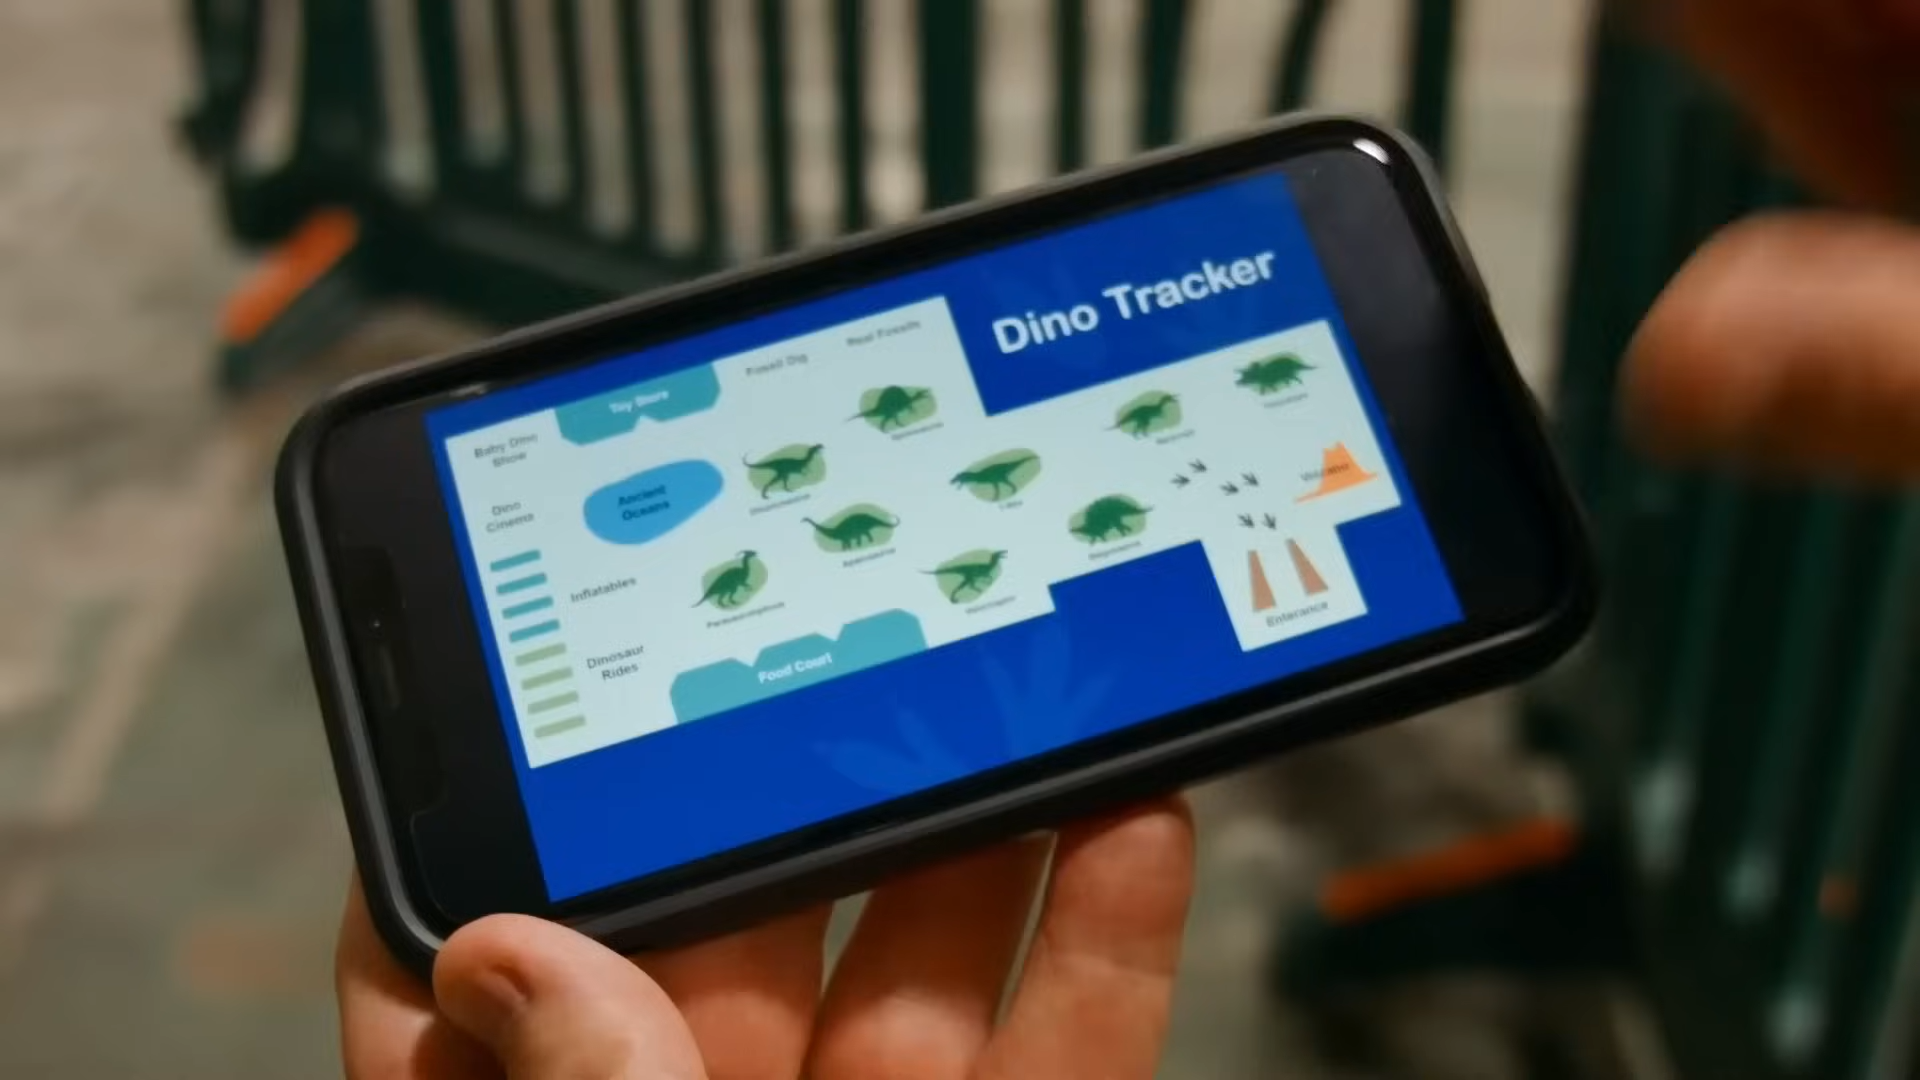 Dino Tracker
Fossil Dig
Real Fossils
Toy Store
Baby Dino
Show
Ancient
Oceans
Dino
Cinema
T-Rex
Volcano
Inflatables
Enterance
Dinosaur
Rides
Food Court